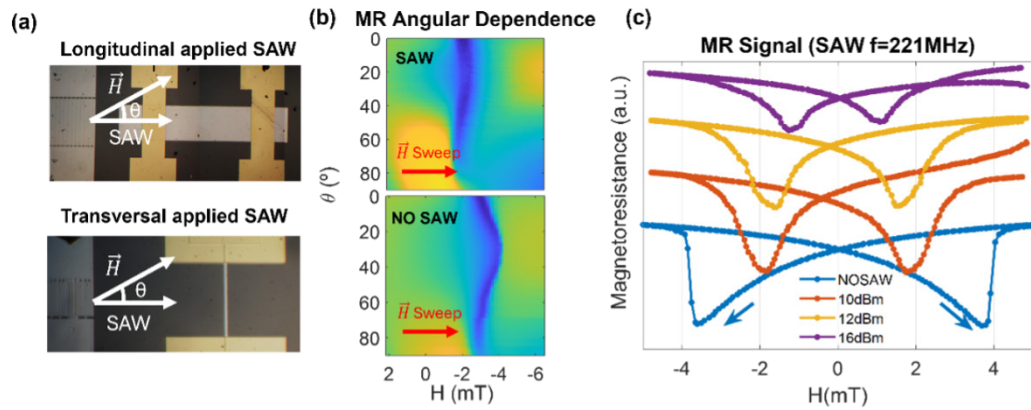 (a)
Longitudinal applied SAW
H
θ
SAW
Transversal applied SAW
H
θ
SAW
(b)
MR Angular Dependence
SAW
H Sweep
NO SAW
H Sweep
0
20
40
60
80
0
20
40
60
80
θ (º)
2 0 -2 -4 -6
H (mT)
(c)
MR Signal (SAW f=221MHz)
Magnetoresistance (a.u.)
NOSAW
10dBm
12dBm
16dBm
-4 -2 0 2 4
H(mT)